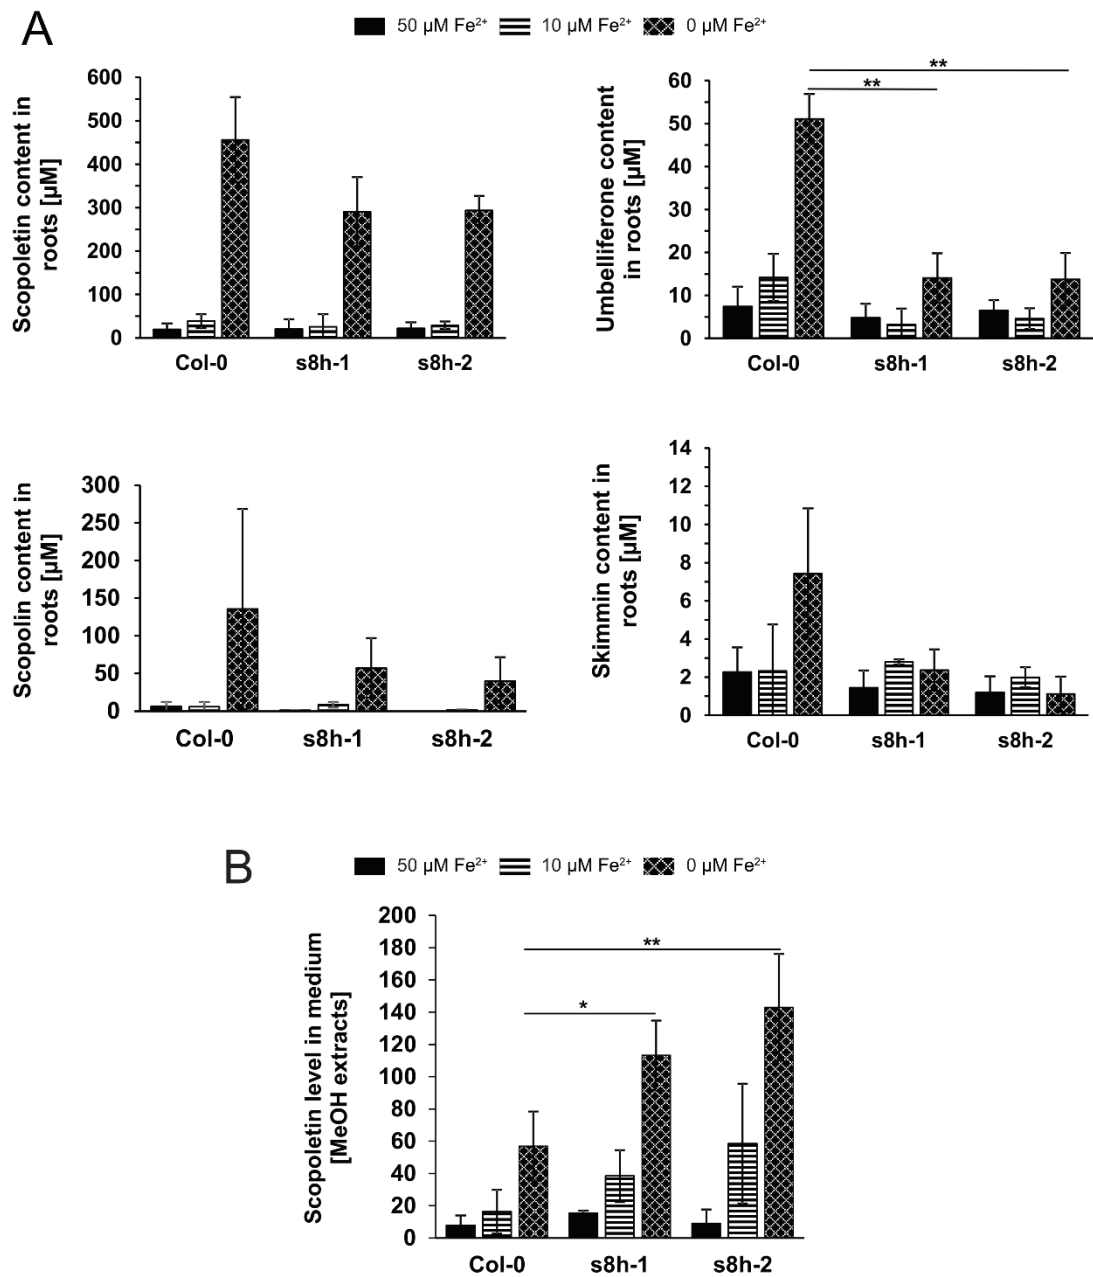 A
50 µM Fe²⁺ 10 µM Fe²⁺ 0 µM Fe²⁺
Scopoletin content in
roots [µM]
600
500
400
300
200
100
0
Col-0 s8h-1 s8h-2
Umbelliferone content
in roots [µM]
60
50
40
30
20
10
0
**
**
Col-0 s8h-1 s8h-2
Scopolin content in
roots [µM]
300
250
200
150
100
50
0
Col-0 s8h-1 s8h-2
Skimmin content in
roots [µM]
14
12
10
8
6
4
2
0
Col-0 s8h-1 s8h-2
B
50 µM Fe²⁺ 10 µM Fe²⁺ 0 µM Fe²⁺
Scopoletin level in medium
[MeOH extracts]
200
180
160
140
120
100
80
60
40
20
0
**
*
Col-0 s8h-1 s8h-2